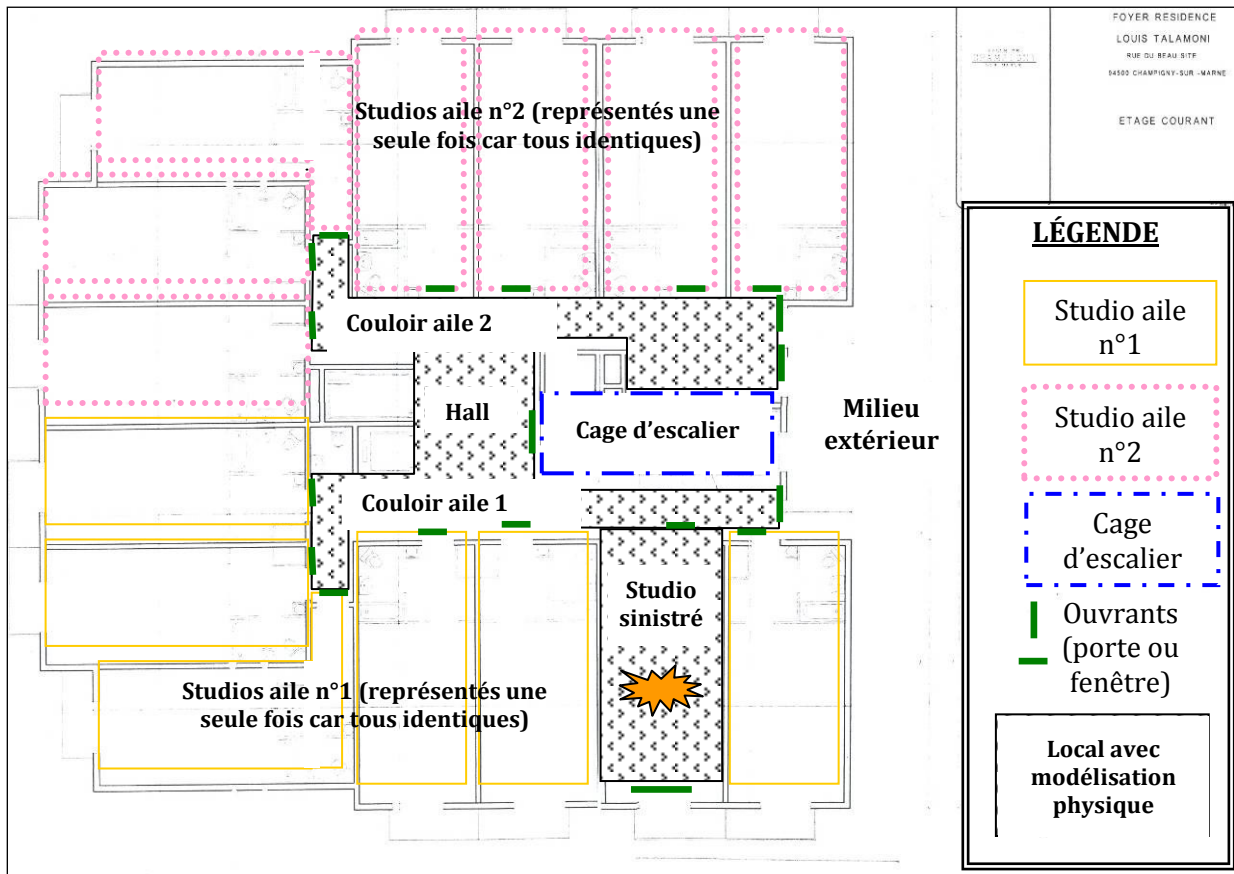 FOYER RESIDENCE
LOUIS TALAMONI
RUE DU BEAU SITE
94500 CHAMPIGNY-SUR-MARNE
ETAGE COURANT
Studios aile n°2 (représentés une
seule fois car tous identiques)
Couloir aile 2
Hall
Cage d'escalier
Milieu
extérieur
Couloir aile 1
Studio
sinistré
Studios aile n°1 (représentés une
seule fois car tous identiques)
LÉGENDE
Studio aile
n°1
Studio aile
n°2
Cage
d'escalier
Ouvrants
(porte ou
fenêtre)
Local avec
modélisation
physique